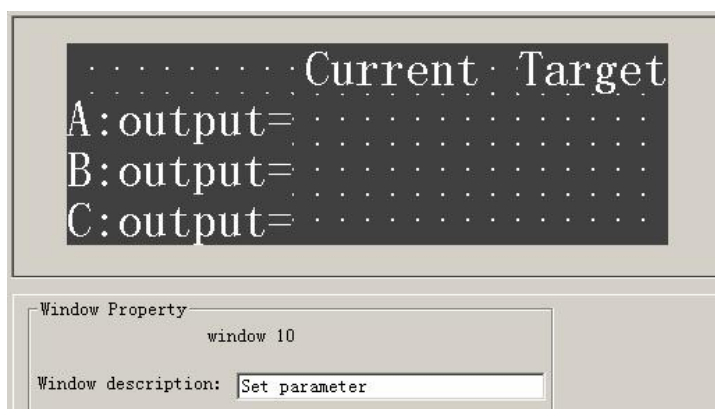 Current Target
A:output=
B:output=
C:output=
Window Property
window 10
Window description: Set parameter